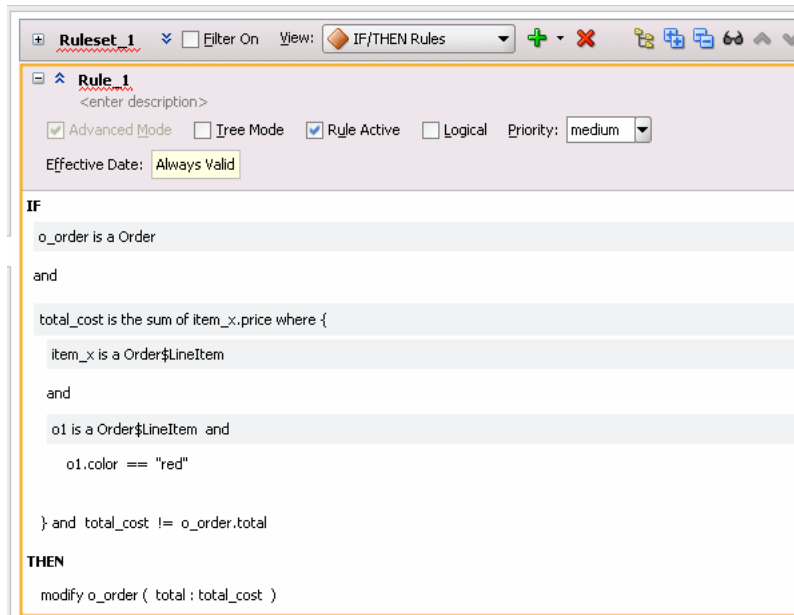 Ruleset_1 Filter On View: IF/THEN Rules
Rule_1
<enter description>
Advanced Mode Tree Mode Rule Active Logical Priority: medium
Effective Date: Always Valid
IF
o_order is a Order
and
total_cost is the sum of item_x.price where {
item_x is a Order$LineItem
and
o1 is a Order$LineItem and
o1.color == "red"
} and total_cost != o_order.total
THEN
modify o_order ( total : total_cost )